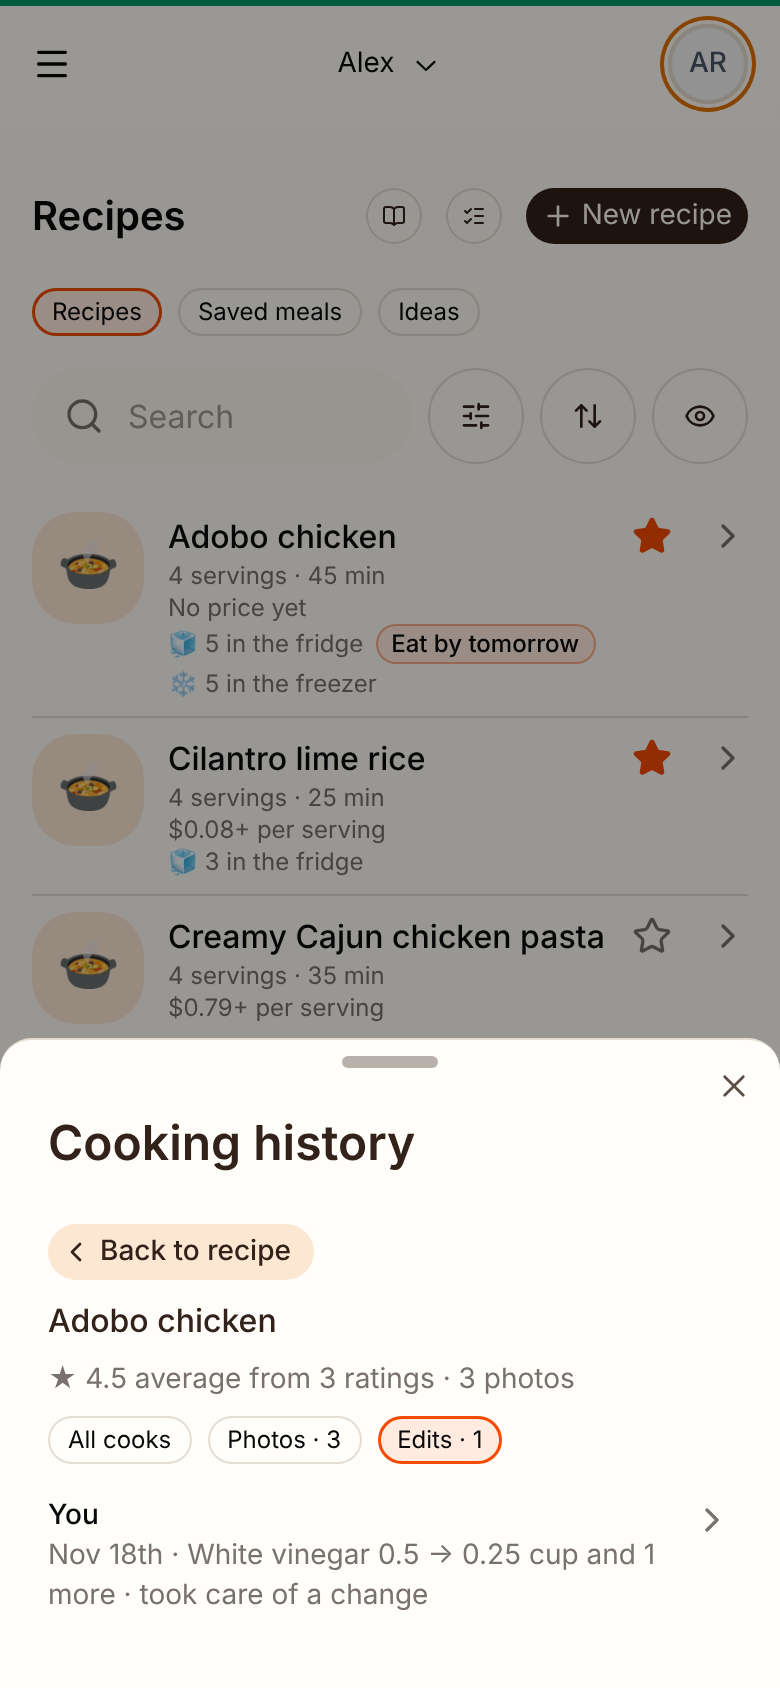 Alex
AR
Recipes
New recipe
Recipes
Saved meals
Ideas
Search
Adobo chicken
4 servings · 45 min
No price yet
5 in the fridge
Eat by tomorrow
5 in the freezer
Cilantro lime rice
4 servings · 25 min
$0.08+ per serving
3 in the fridge
Creamy Cajun chicken pasta
4 servings · 35 min
$0.79+ per serving
Cooking history
Back to recipe
Adobo chicken
★ 4.5 average from 3 ratings · 3 photos
All cooks
Photos · 3
Edits · 1
You
Nov 18th · White vinegar 0.5 → 0.25 cup and 1
more · took care of a change